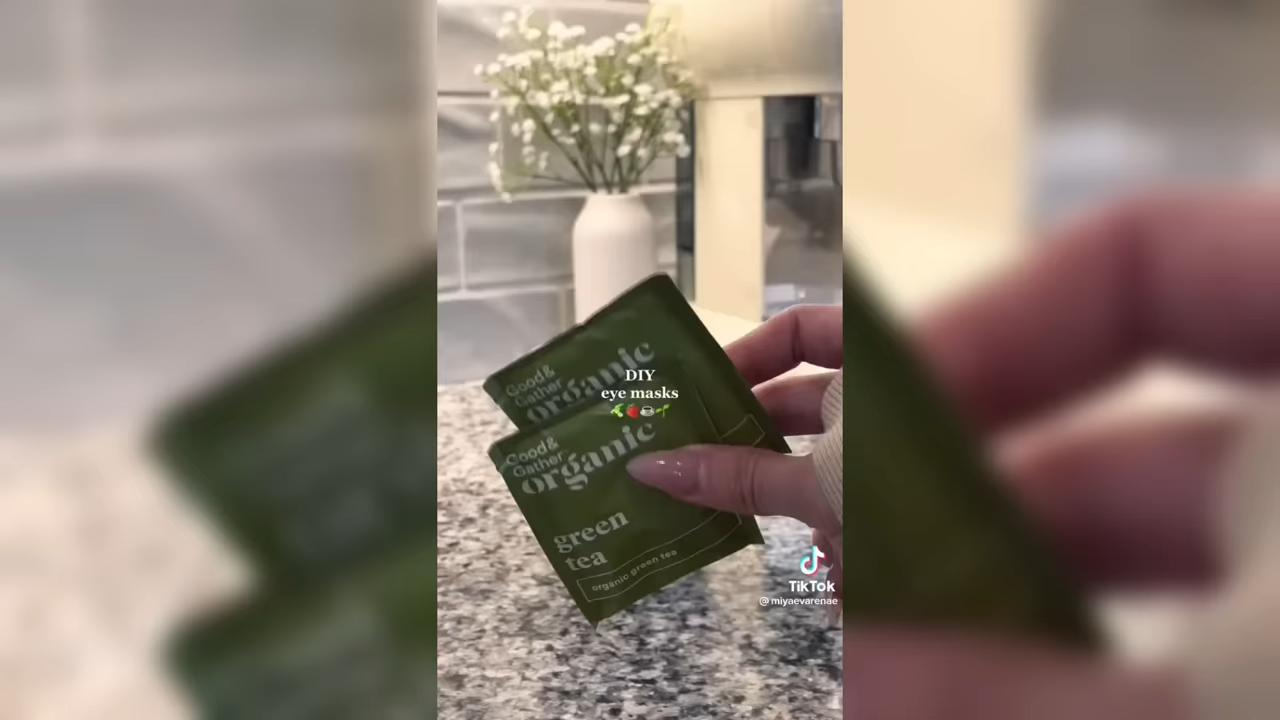 Good&
Gather
organic
DIY
eye masks
Good&
Gather
organic
green
tea
organic green tea
TikTok
@miyaevarenae